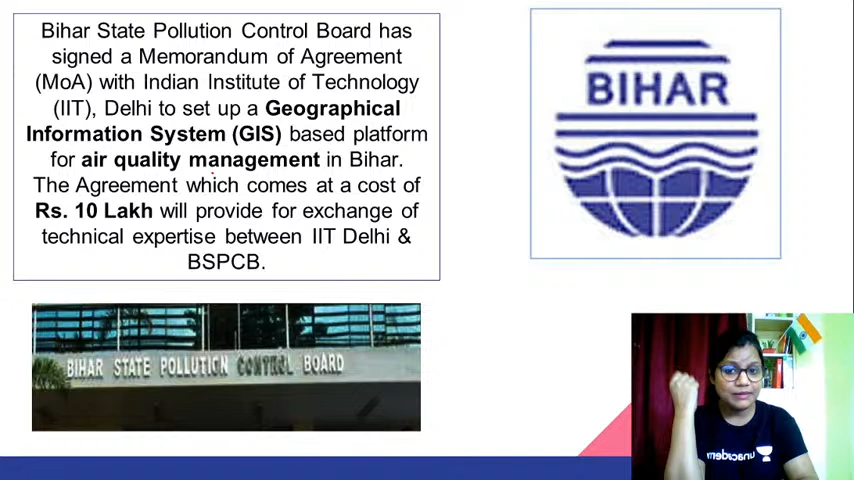 Bihar State Pollution Control Board has
signed a Memorandum of Agreement
(MoA) with Indian Institute of Technology
(IIT), Delhi to set up a Geographical
Information System (GIS) based platform
for air quality management in Bihar.
The Agreement which comes at a cost of
Rs. 10 Lakh will provide for exchange of
technical expertise between IIT Delhi &
BSPCB.
BIHAR
BIHAR STATE POLLUTION CONTROL BOARD
unacademy